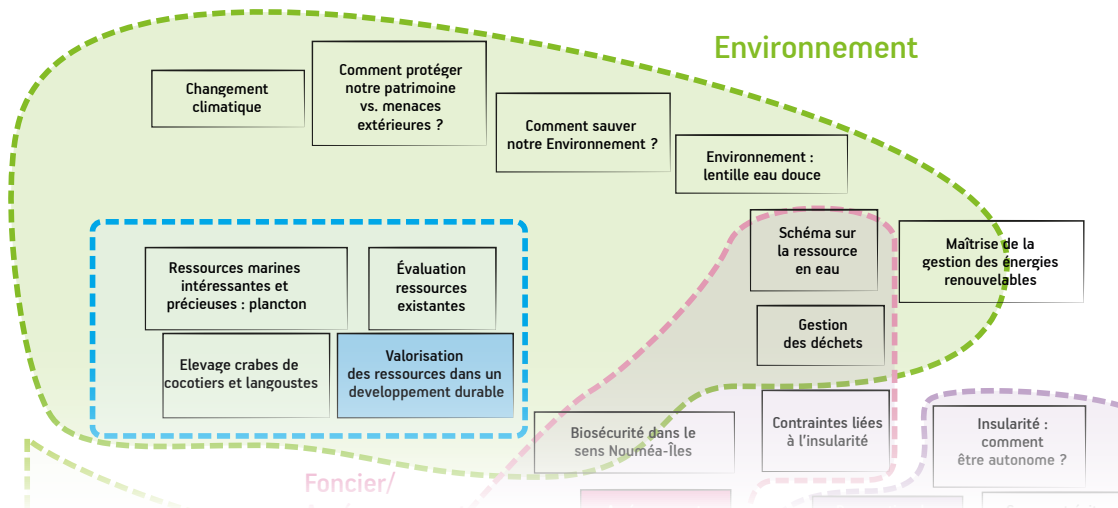 Environnement
Changement
climatique
Comment protéger
notre patrimoine
vs. menaces
extérieures ?
Comment sauver
notre Environnement ?
Environnement :
lentille eau douce
Schéma sur
la ressource
en eau
Maîtrise de la
gestion des énergies
renouvelables
Ressources marines
intéressantes et
précieuses : plancton
Évaluation
ressources
existantes
Gestion
des déchets
Elevage crabes de
cocotiers et langoustes
Valorisation
des ressources dans un
developpement durable
Biosécurité dans le
sens Nouméa-Îles
Contraintes liées
à l'insularité
Insularité :
comment
être autonome ?
Foncier/